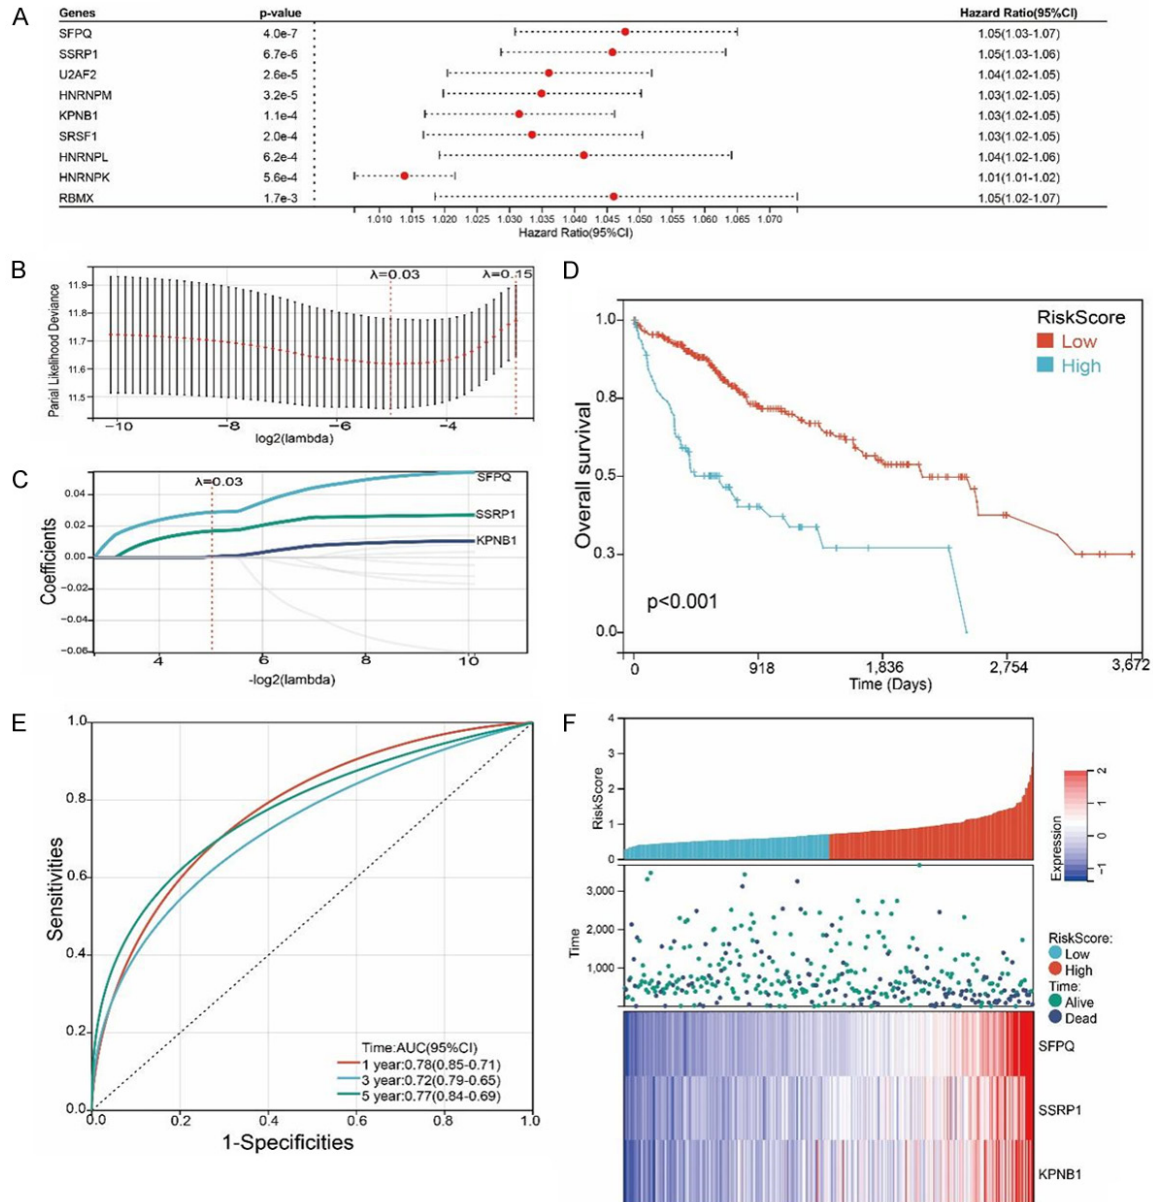 A
Genes p-value Hazard Ratio(95%CI)
SFPQ 4.0e-7 1.05(1.03-1.07)
SSRP1 6.7e-6 1.05(1.03-1.06)
U2AF2 2.6e-5 1.04(1.02-1.05)
HNRNPM 3.2e-5 1.03(1.02-1.05)
KPNB1 1.1e-4 1.03(1.02-1.05)
SRSF1 2.0e-4 1.03(1.02-1.05)
HNRNPL 6.2e-4 1.04(1.02-1.06)
HNRNPK 5.6e-4 1.01(1.01-1.02)
RBMX 1.7e-3 1.05(1.02-1.07)
1.010 1.015 1.020 1.025 1.030 1.035 1.040 1.045 1.050 1.055 1.060 1.065 1.070
Hazard Ratio(95%CI)
B
λ=0.03 λ=0.15
Parial Likelihood Deviance
11.9
11.8
11.7
11.6
11.5
−10 −8 −6 −4
log2(lambda)
C
λ=0.03
SFPQ
SSRP1
KPNB1
Coefficients
0.04
0.02
0.00
−0.02
−0.04
−0.06
4 6 8 10
-log2(lambda)
D
RiskScore
Low
High
Overall survival
1.0
0.8
0.5
0.3
0.0
p<0.001
0 918 1,836 2,754 3,672
Time (Days)
E
Sensitivities
1.0
0.8
0.6
0.4
0.2
0.0
Time:AUC(95%CI)
1 year:0.78(0.85-0.71)
3 year:0.72(0.79-0.65)
5 year:0.77(0.84-0.69)
0.0 0.2 0.4 0.6 0.8 1.0
1-Specificities
F
RiskScore
4
3
2
1
0
Time
3,000
2,000
1,000
SFPQ
SSRP1
KPNB1
Expression
2
1
0
−1
RiskScore:
Low
High
Time:
Alive
Dead